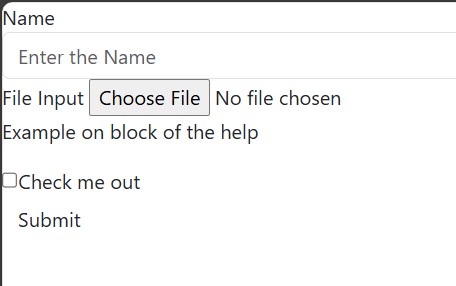 Name
Enter the Name
File Input Choose File No file chosen
Example on block of the help
Check me out
Submit